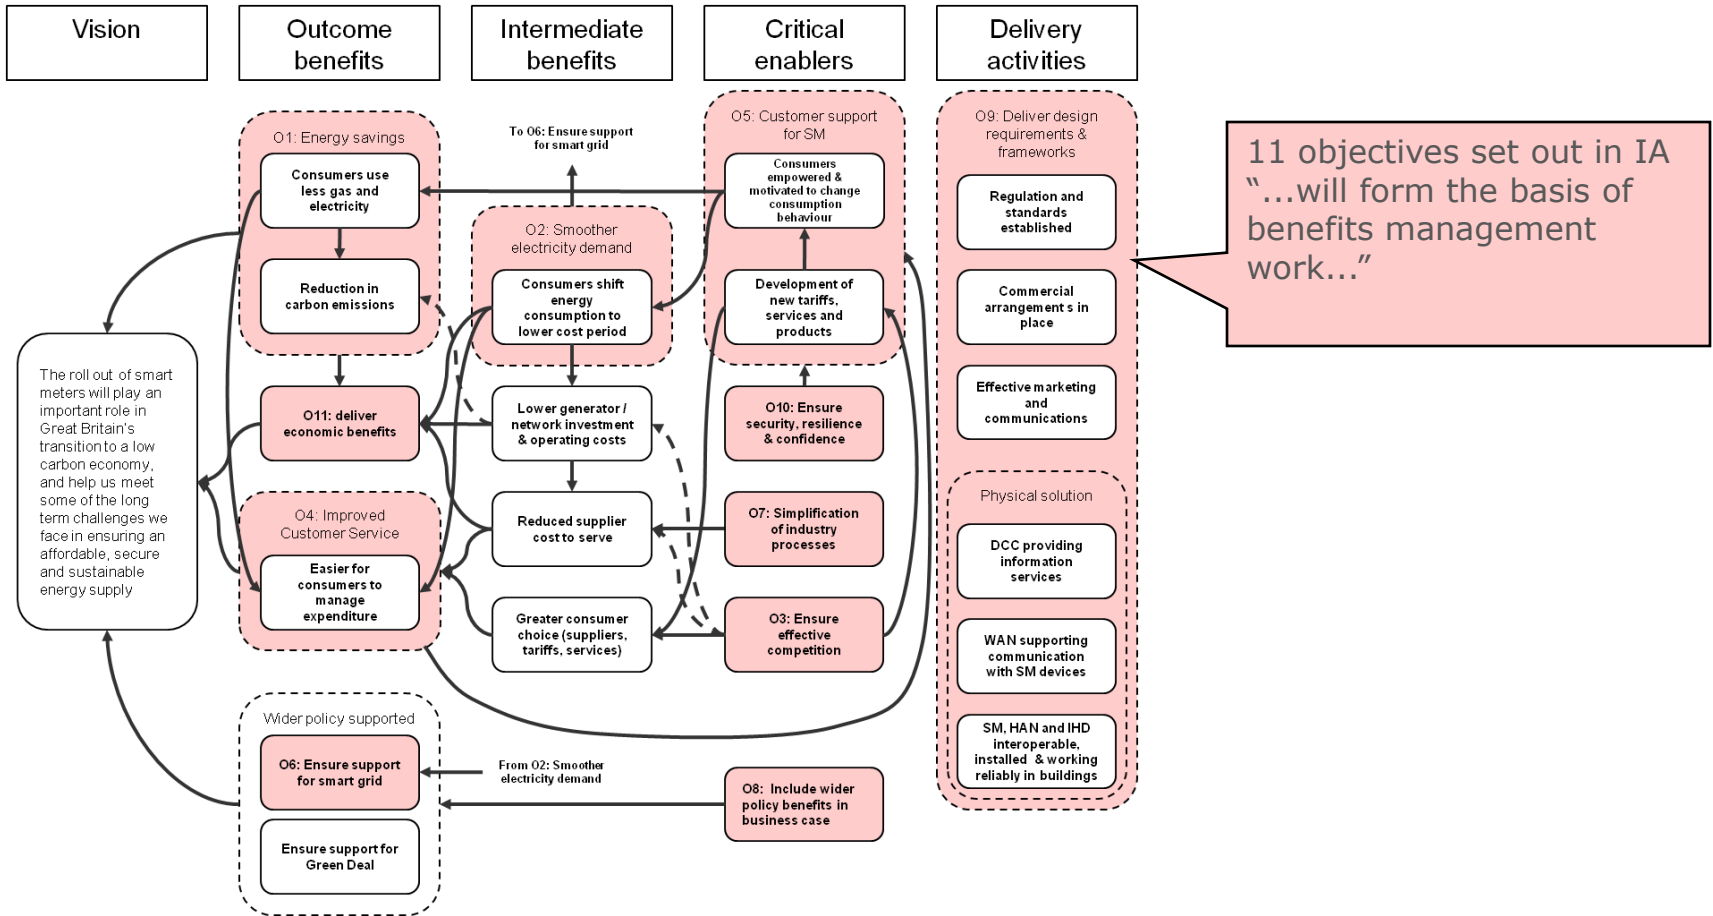 Vision
Outcome
benefits
Intermediate
benefits
Critical
enablers
Delivery
activities
The roll out of smart
meters will play an
important role in
Great Britain's
transition to a low
carbon economy,
and help us meet
some of the long
term challenges we
face in ensuring an
affordable, secure
and sustainable
energy supply
O1: Energy savings
Consumers use
less gas and
electricity
Reduction in
carbon emissions
O11: deliver
economic benefits
O4: Improved
Customer Service
Easier for
consumers to
manage
expenditure
Wider policy supported
O6: Ensure support
for smart grid
Ensure support for
Green Deal
To O6: Ensure support
for smart grid
O2: Smoother
electricity demand
Consumers shift
energy
consumption to
lower cost period
Lower generator /
network investment
& operating costs
Reduced supplier
cost to serve
Greater consumer
choice (suppliers,
tariffs, services)
From O2: Smoother
electricity demand
O5: Customer support
for SM
Consumers
empowered &
motivated to change
consumption
behaviour
Development of
new tariffs,
services and
products
O10: Ensure
security, resilience
& confidence
O7: Simplification
of industry
processes
O3: Ensure
effective
competition
O8: Include wider
policy benefits in
business case
O9: Deliver design
requirements &
frameworks
Regulation and
standards
established
Commercial
arrangement s in
place
Effective marketing
and
communications
Physical solution
DCC providing
information
services
WAN supporting
communication
with SM devices
SM, HAN and IHD
interoperable,
installed & working
reliably in buildings
11 objectives set out in IA
“...will form the basis of
benefits management
work...”